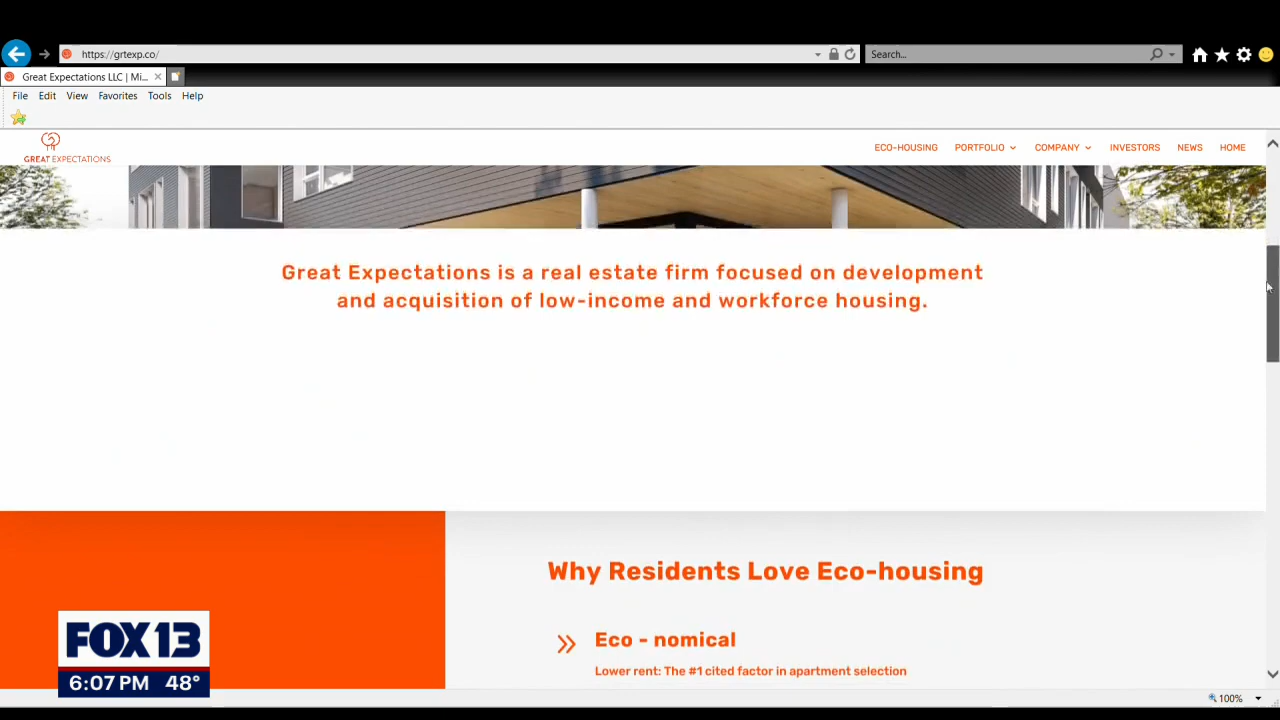 https://grtexp.co/
Search...
Great Expectations LLC | Mi...
File Edit View Favorites Tools Help
GREAT EXPECTATIONS
ECO-HOUSING PORTFOLIO COMPANY INVESTORS NEWS HOME
Great Expectations is a real estate firm focused on development
and acquisition of low-income and workforce housing.
Why Residents Love Eco-housing
Eco - nomical
Lower rent: The #1 cited factor in apartment selection
FOX 13
6:07 PM 48°
100%